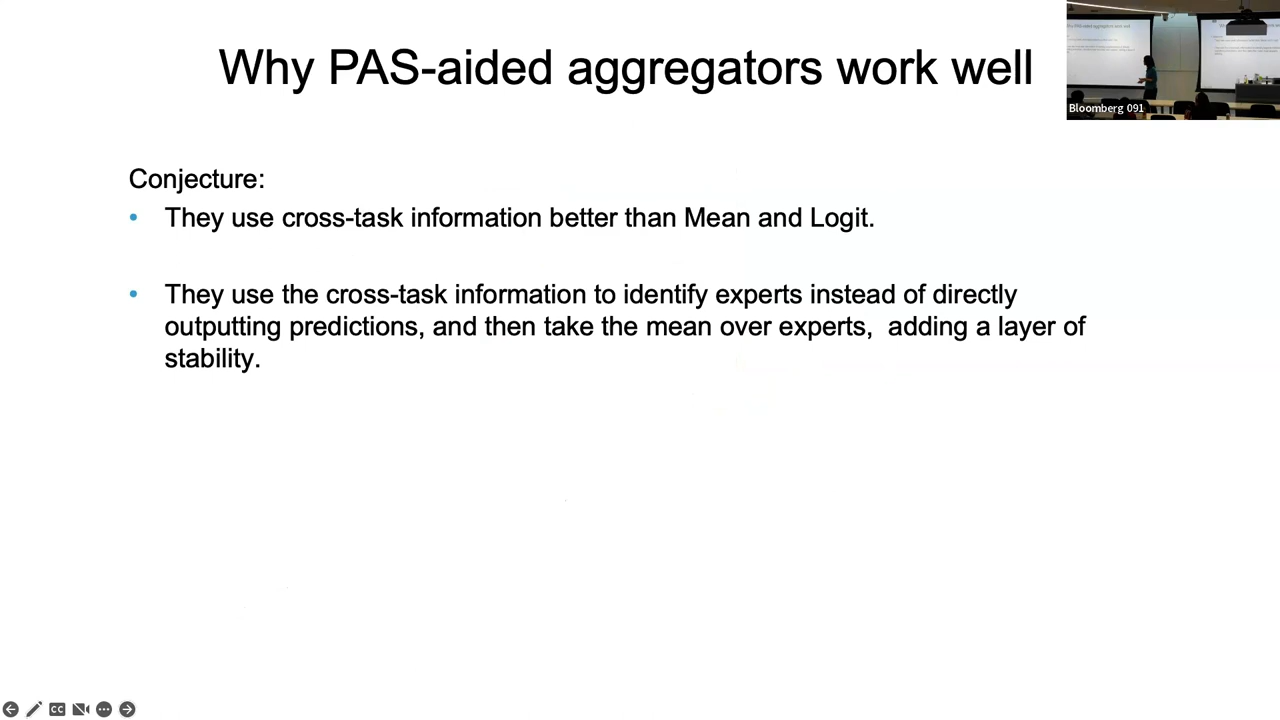 Why PAS-aided aggregators work well
Bloomberg 091
Conjecture:
• They use cross-task information better than Mean and Logit.
• They use the cross-task information to identify experts instead of directly
outputting predictions, and then take the mean over experts, adding a layer of
stability.
CC